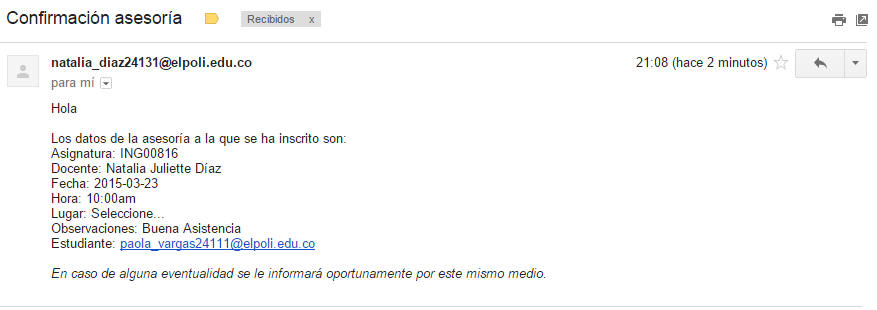 Confirmación asesoría Recibidos x
natalia_diaz24131@elpoli.edu.co 21:08 (hace 2 minutos)
para mí
Hola
Los datos de la asesoría a la que se ha inscrito son:
Asignatura: ING00816
Docente: Natalia Juliette Díaz
Fecha: 2015-03-23
Hora: 10:00am
Lugar: Seleccione...
Observaciones: Buena Asistencia
Estudiante: paola_vargas24111@elpoli.edu.co
En caso de alguna eventualidad se le informará oportunamente por este mismo medio.